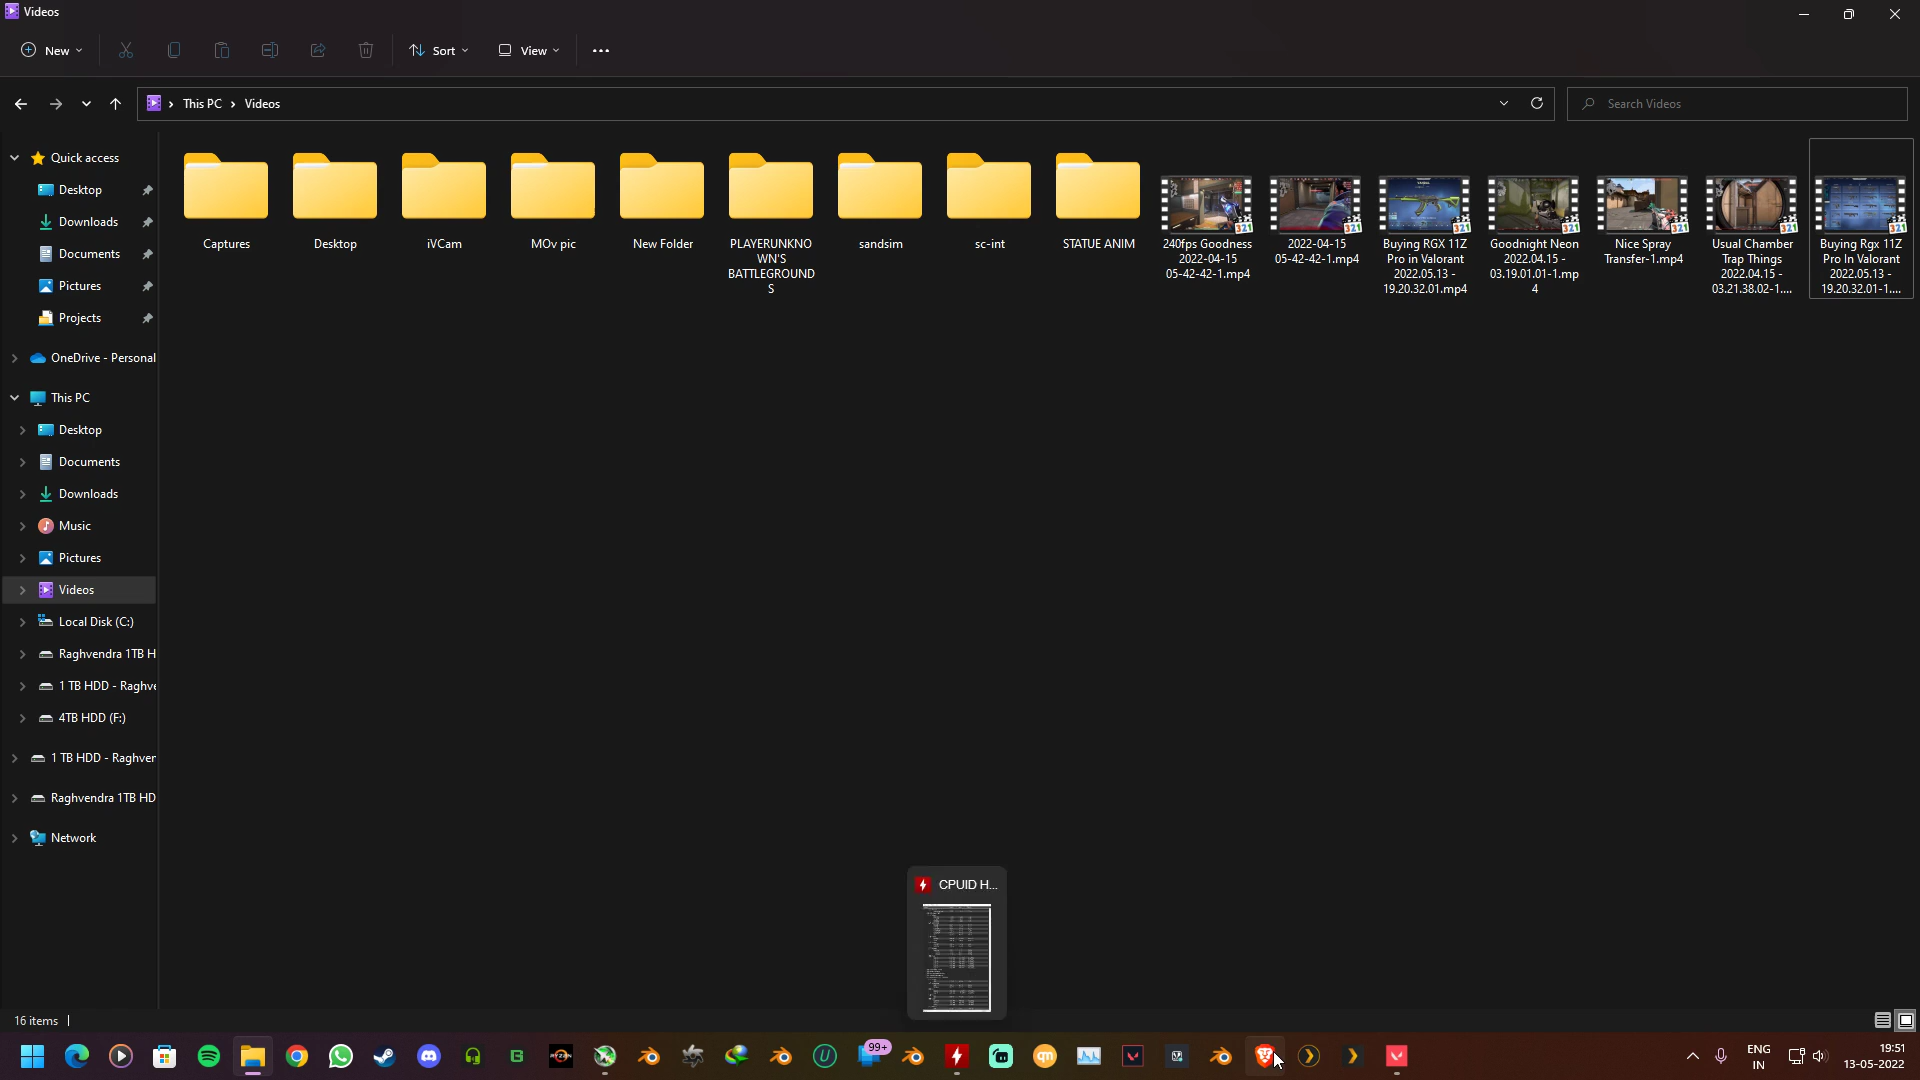 Videos
New
Sort
View
This PC
Videos
Search Videos
Quick access
Desktop
Downloads
Documents
Pictures
Projects
OneDrive - Personal
This PC
Desktop
Documents
Downloads
Music
Pictures
Videos
Local Disk (C:)
Raghvendra 1TB H
1 TB HDD - Raghve
4TB HDD (F:)
1 TB HDD - Raghver
Raghvendra 1TB HD
Network
Captures
Desktop
iVCam
MOv pic
New Folder
PLAYERUNKNO
WN'S
BATTLEGROUND
S
sandsim
sc-int
STATUE ANIM
240fps Goodness
2022-04-15
05-42-42-1.mp4
2022-04-15
05-42-42-1.mp4
Buying RGX 11Z
Pro in Valorant
2022.05.13 -
19.20.32.01.mp4
Goodnight Neon
2022.04.15 -
03.19.01.01-1.mp
4
Nice Spray
Transfer-1.mp4
Usual Chamber
Trap Things
2022.04.15 -
03.21.38.02-1....
Buying Rgx 11Z
Pro In Valorant
2022.05.13 -
19.20.32.01-1....
CPUID H...
16 items
99+
RYZEN
qm
ENG
IN
19:51
13-05-2022